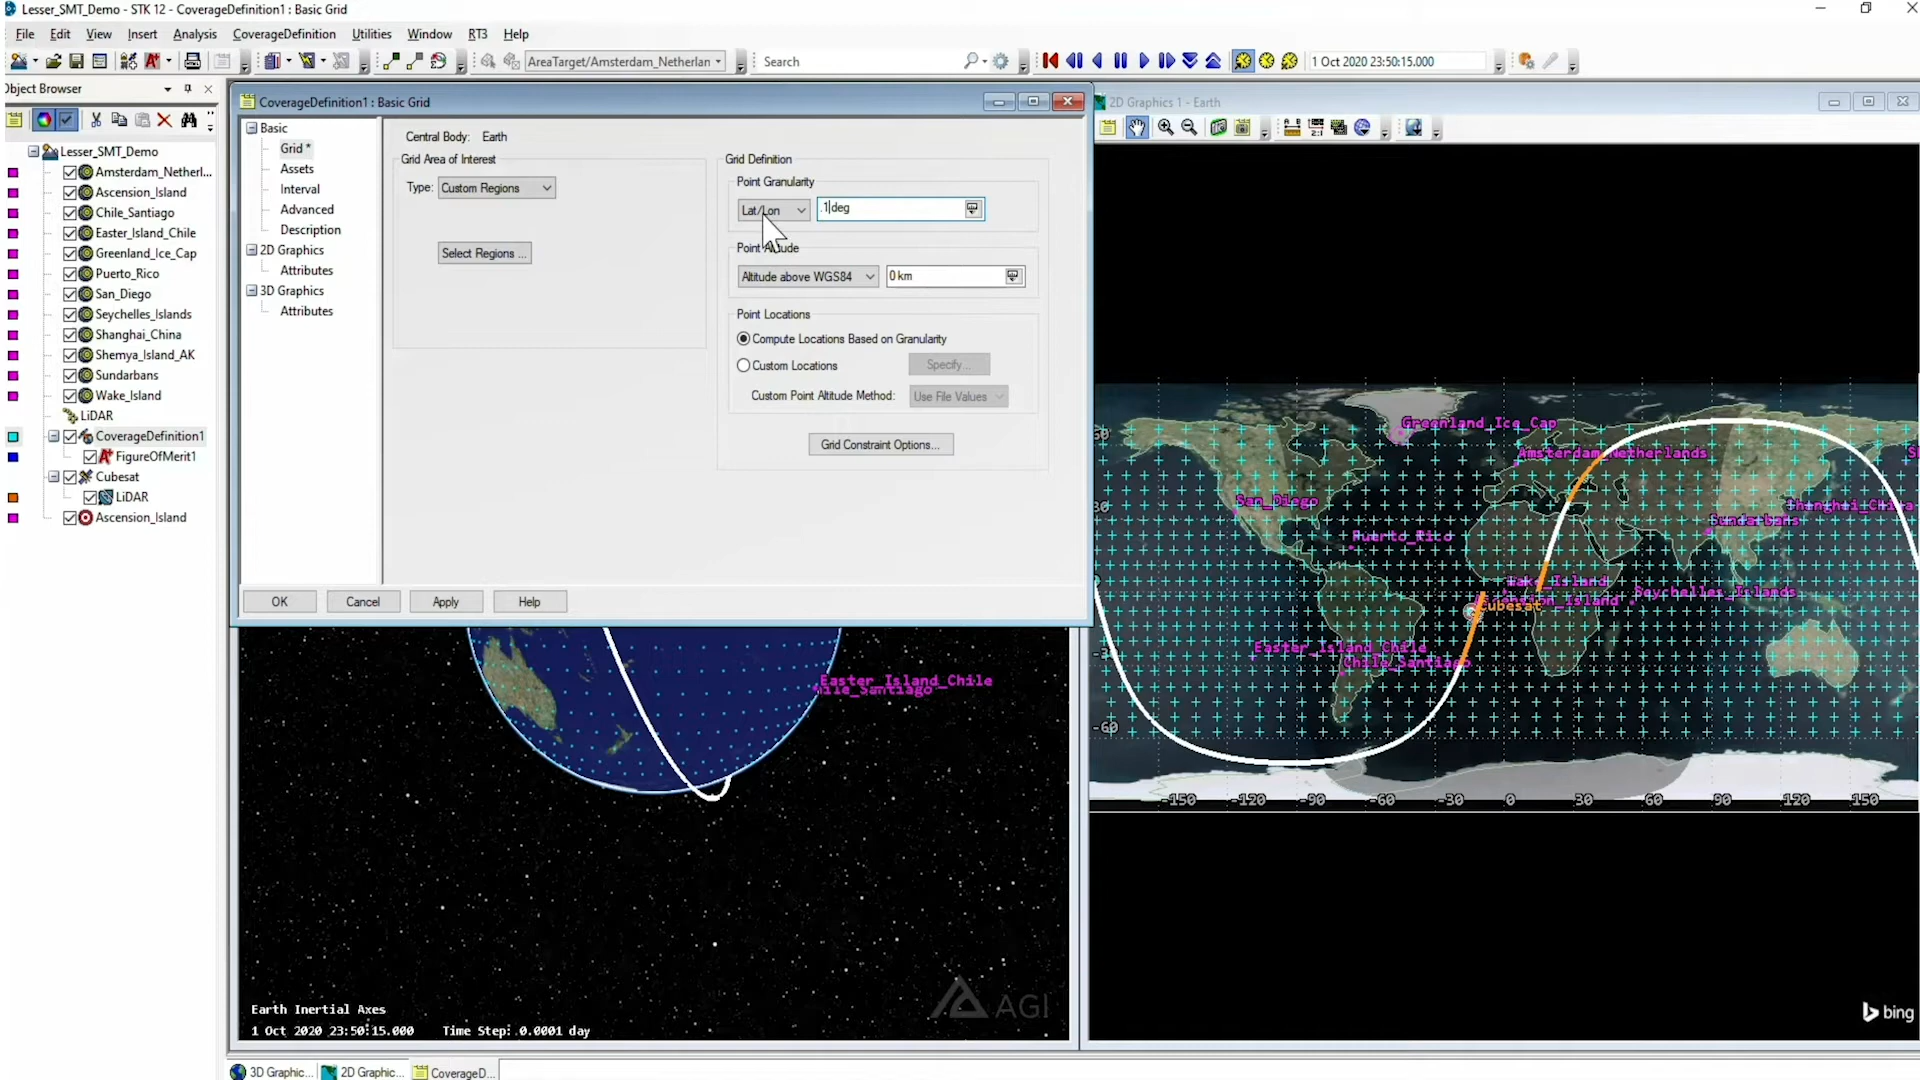 Lesser_SMT_Demo - STK 12 - CoverageDefinition1 : Basic Grid
File Edit View Insert Analysis CoverageDefinition Utilities Window RT3 Help
AreaTarget/Amsterdam_Netherlan
Search
1 Oct 2020 23:50:15.000
Object Browser
Lesser_SMT_Demo
Amsterdam_Netherl...
Ascension_Island
Chile_Santiago
Easter_Island_Chile
Greenland_Ice_Cap
Puerto_Rico
San_Diego
Seychelles_Islands
Shanghai_China
Shemya_Island_AK
Sundarbans
Wake_Island
LiDAR
CoverageDefinition1
FigureOfMerit1
Cubesat
LiDAR
Ascension_Island
CoverageDefinition1 : Basic Grid
Basic
Grid *
Assets
Interval
Advanced
Description
2D Graphics
Attributes
3D Graphics
Attributes
Central Body: Earth
Grid Area of Interest
Type: Custom Regions
Select Regions ...
Grid Definition
Point Granularity
Lat/Lon .1 deg
Point Altitude
Altitude above WGS84 0 km
Point Locations
Compute Locations Based on Granularity
Custom Locations Specify...
Custom Point Altitude Method: Use File Values
Grid Constraint Options...
OK Cancel Apply Help
Easter_Island_Chile
Earth Inertial Axes
1 Oct 2020 23:50:15.000 Time Step: 0.0001 day
AGI
2D Graphics 1 - Earth
Greenland_Ice_Cap
Amsterdam_Netherlands
San_Diego
Shanghai_China
Sundarbans
Puerto_Rico
Wake_Island
Seychelles_Islands
Ascension_Island
Cubesat
Easter_Island_Chile
Chile_Santiago
-60
-150 -120 -90 -60 -30 0 30 60 90 120 150
bing
3D Graphic... 2D Graphic... CoverageD...